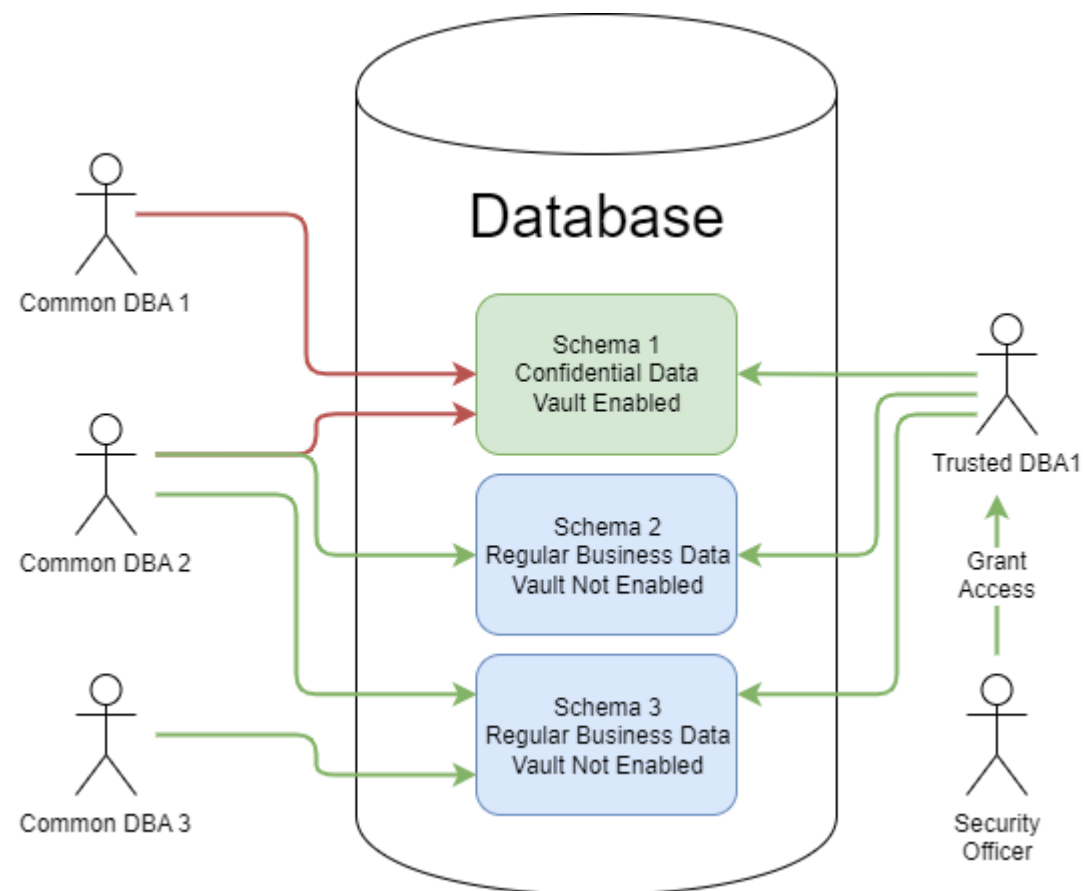 Database
Common DBA 1
Schema 1
Confidential Data
Vault Enabled
Common DBA 2
Trusted DBA1
Schema 2
Regular Business Data
Vault Not Enabled
Grant
Access
Schema 3
Regular Business Data
Vault Not Enabled
Common DBA 3
Security
Officer